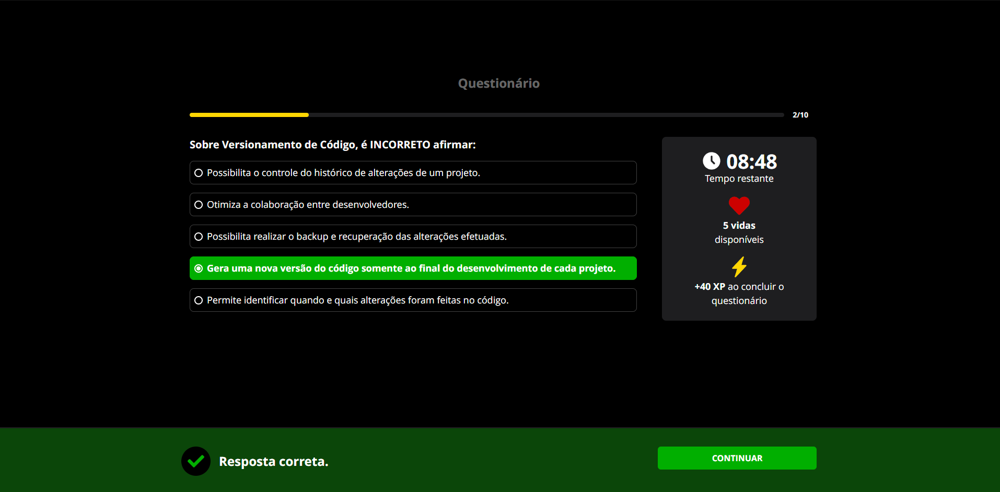 Questionário
2/10
Sobre Versionamento de Código, é INCORRETO afirmar:
Possibilita o controle do histórico de alterações de um projeto.
Otimiza a colaboração entre desenvolvedores.
Possibilita realizar o backup e recuperação das alterações efetuadas.
Gera uma nova versão do código somente ao final do desenvolvimento de cada projeto.
Permite identificar quando e quais alterações foram feitas no código.
08:48
Tempo restante
5 vidas
disponíveis
+40 XP ao concluir o
questionário
Resposta correta.
CONTINUAR